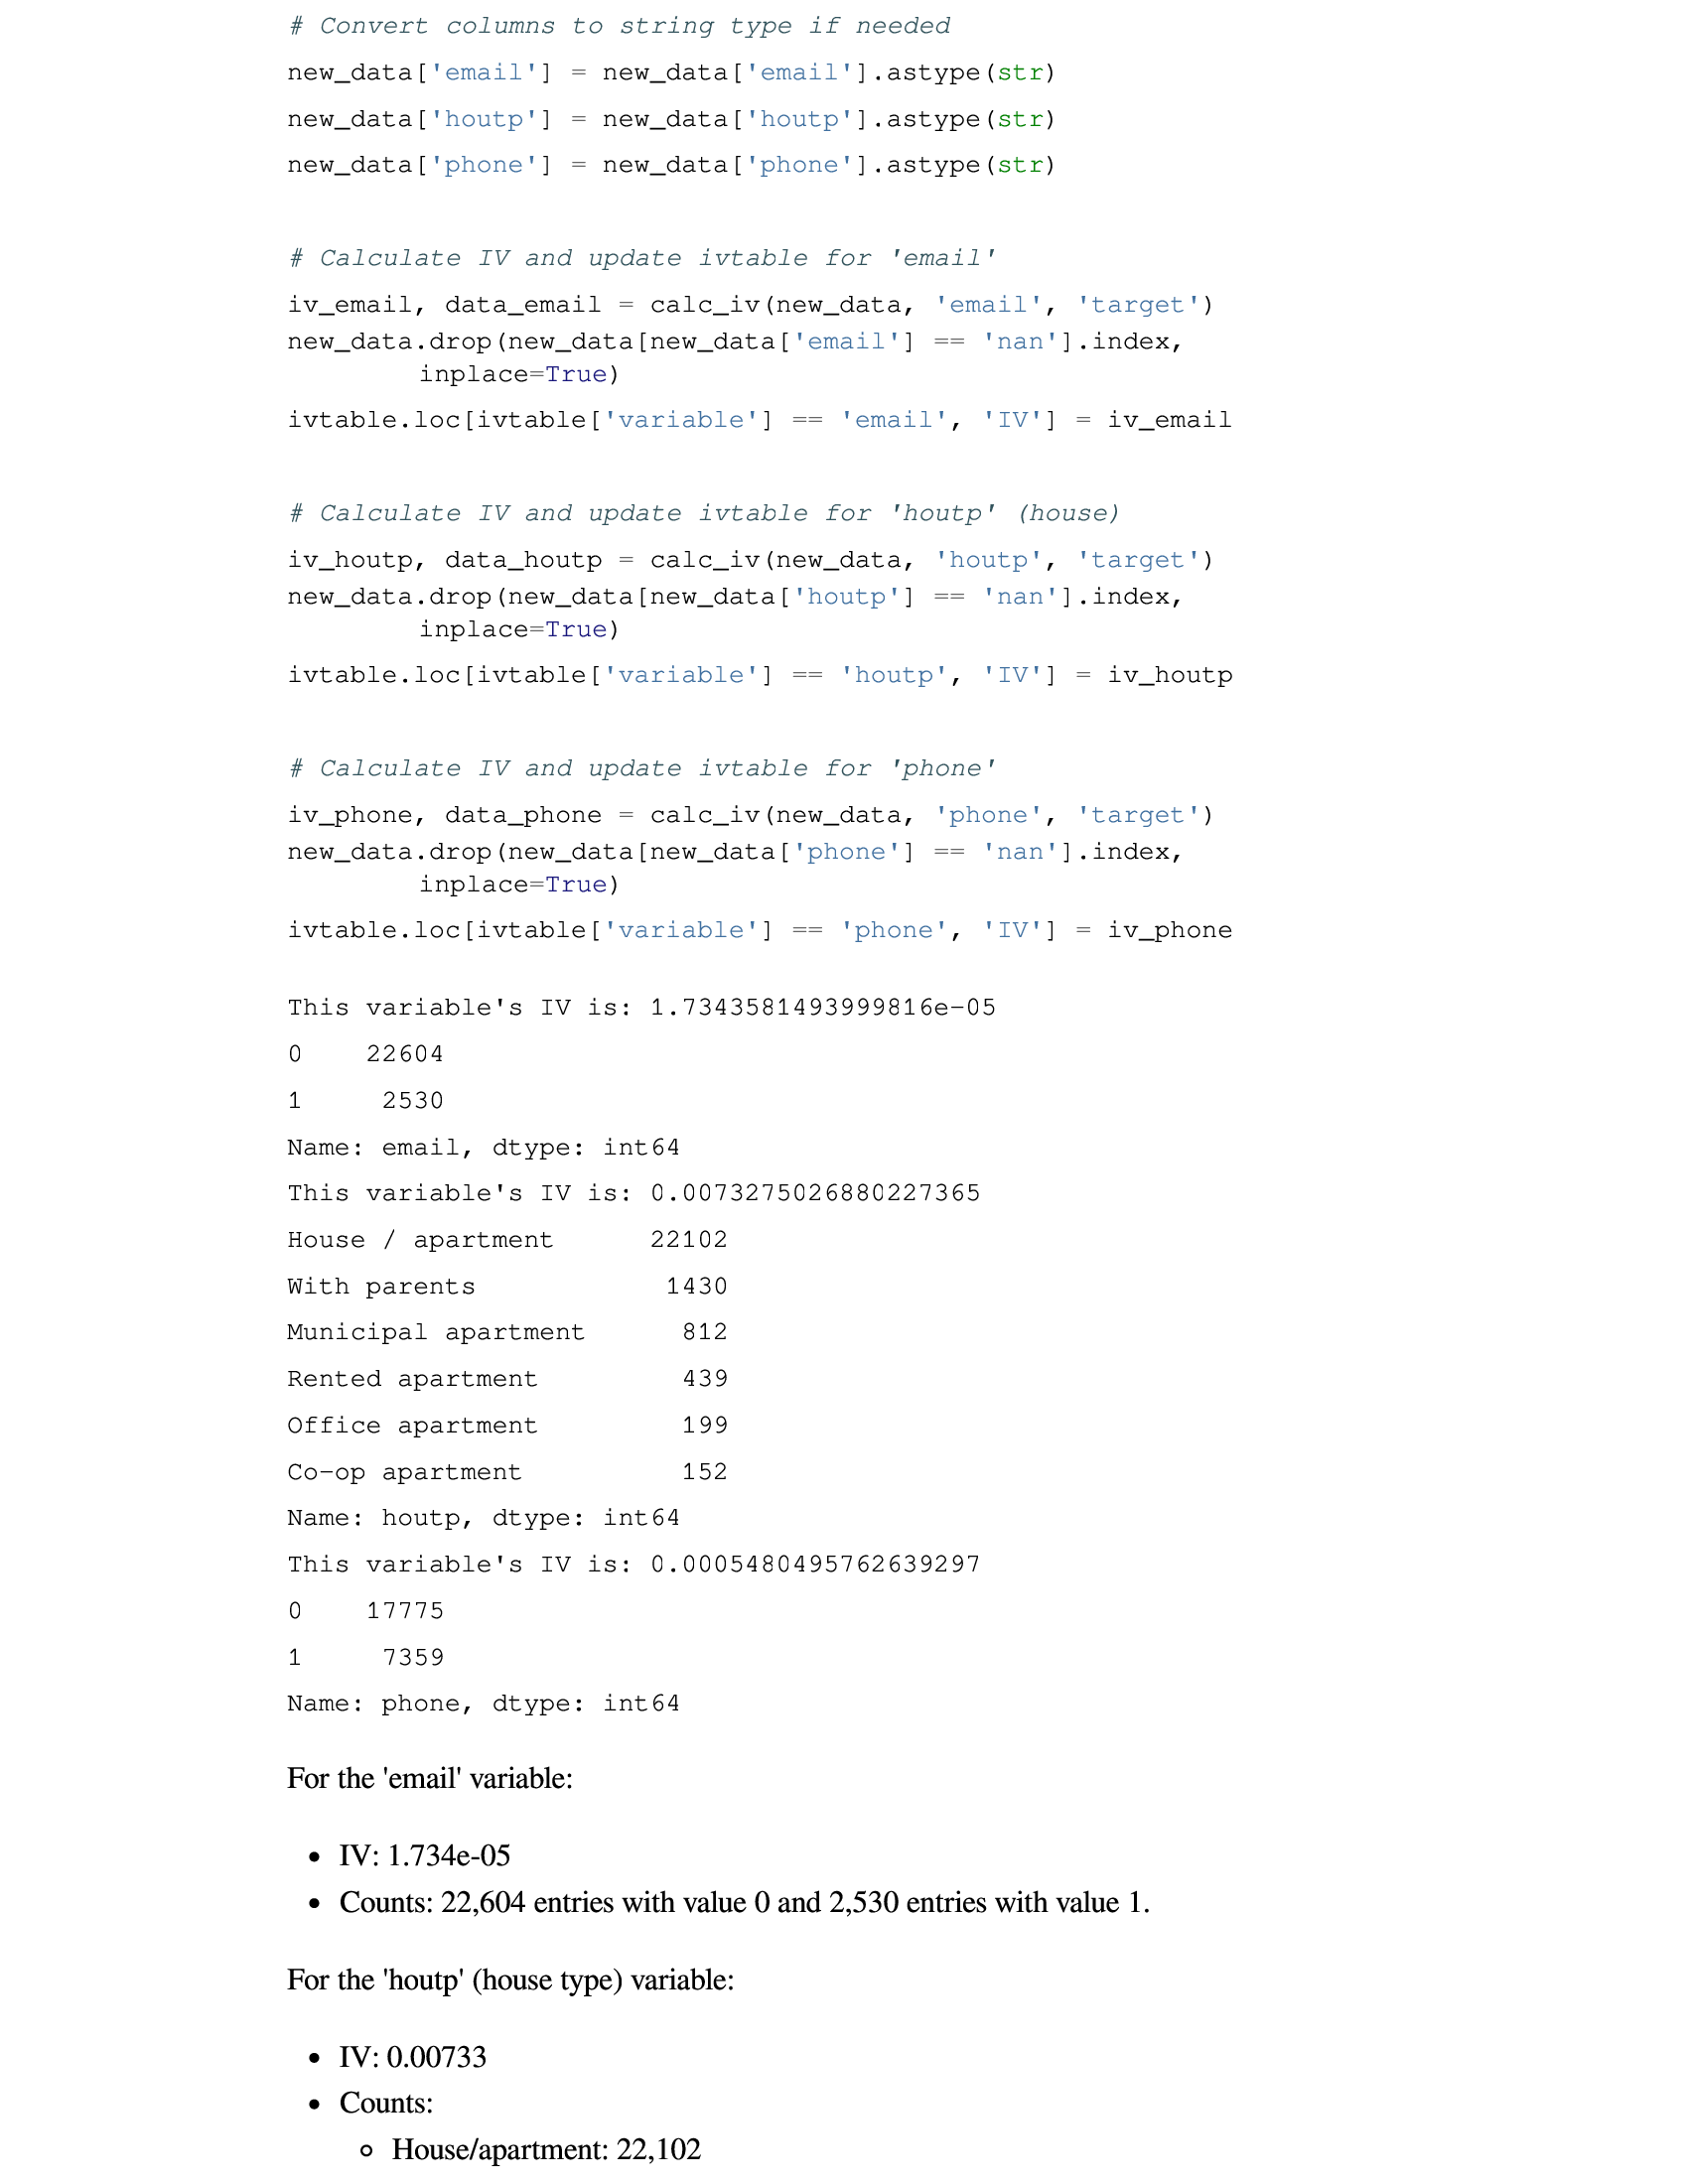 # Convert columns to string type if needed
new_data['email'] = new_data['email'].astype(str)
new_data['houtp'] = new_data['houtp'].astype(str)
new_data['phone'] = new_data['phone'].astype(str)
# Calculate IV and update ivtable for 'email'
iv_email, data_email = calc_iv(new_data, 'email', 'target')
new_data.drop(new_data[new_data['email'] == 'nan'].index,
inplace=True)
ivtable.loc[ivtable['variable'] == 'email', 'IV'] = iv_email
# Calculate IV and update ivtable for 'houtp' (house)
iv_houtp, data_houtp = calc_iv(new_data, 'houtp', 'target')
new_data.drop(new_data[new_data['houtp'] == 'nan'].index,
inplace=True)
ivtable.loc[ivtable['variable'] == 'houtp', 'IV'] = iv_houtp
# Calculate IV and update ivtable for 'phone'
iv_phone, data_phone = calc_iv(new_data, 'phone', 'target')
new_data.drop(new_data[new_data['phone'] == 'nan'].index,
inplace=True)
ivtable.loc[ivtable['variable'] == 'phone', 'IV'] = iv_phone
This variable's IV is: 1.7343581493999816e-05
0 22604
1 2530
Name: email, dtype: int64
This variable's IV is: 0.0073275026880227365
House / apartment 22102
With parents 1430
Municipal apartment 812
Rented apartment 439
Office apartment 199
Co-op apartment 152
Name: houtp, dtype: int64
This variable's IV is: 0.0005480495762639297
0 17775
1 7359
Name: phone, dtype: int64
For the 'email' variable:
• IV: 1.734e-05
• Counts: 22,604 entries with value 0 and 2,530 entries with value 1.
For the 'houtp' (house type) variable:
• IV: 0.00733
• Counts:
◦ House/apartment: 22,102